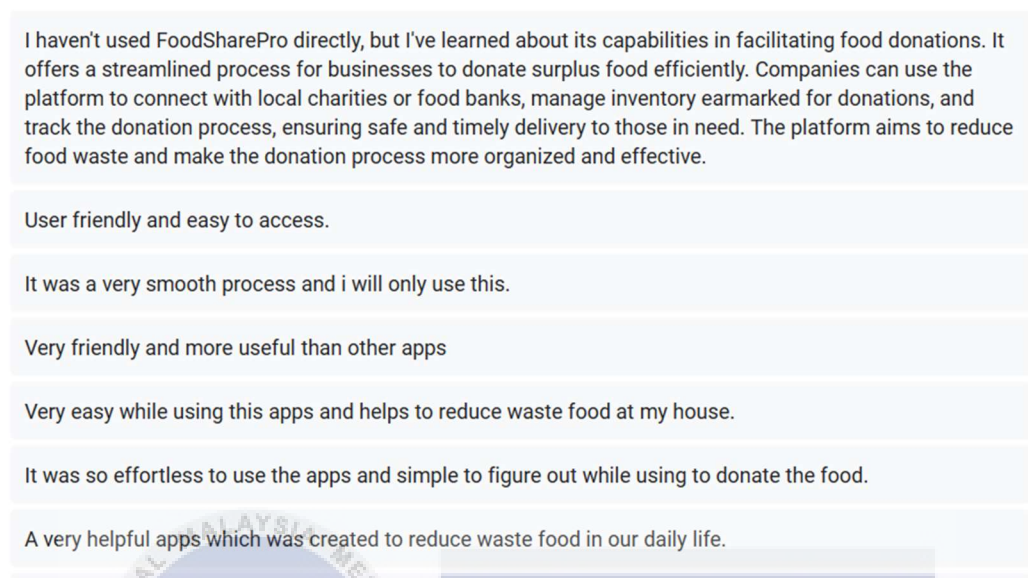 I haven't used FoodSharePro directly, but I've learned about its capabilities in facilitating food donations. It
offers a streamlined process for businesses to donate surplus food efficiently. Companies can use the
platform to connect with local charities or food banks, manage inventory earmarked for donations, and
track the donation process, ensuring safe and timely delivery to those in need. The platform aims to reduce
food waste and make the donation process more organized and effective.
User friendly and easy to access.
It was a very smooth process and i will only use this.
Very friendly and more useful than other apps
Very easy while using this apps and helps to reduce waste food at my house.
It was so effortless to use the apps and simple to figure out while using to donate the food.
A very helpful apps which was created to reduce waste food in our daily life.
MALAYSIA